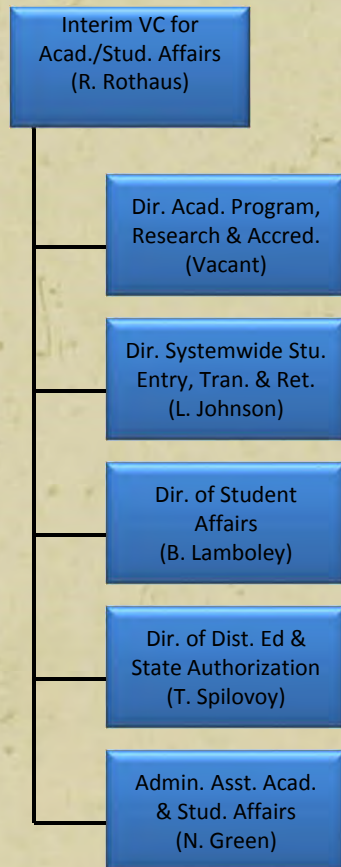 Interim VC for
Acad./Stud. Affairs
(R. Rothaus)
Dir. Acad. Program,
Research & Accred.
(Vacant)
Dir. Systemwide Stu.
Entry, Tran. & Ret.
(L. Johnson)
Dir. of Student
Affairs
(B. Lamboley)
Dir. of Dist. Ed &
State Authorization
(T. Spilovoy)
Admin. Asst. Acad.
& Stud. Affairs
(N. Green)